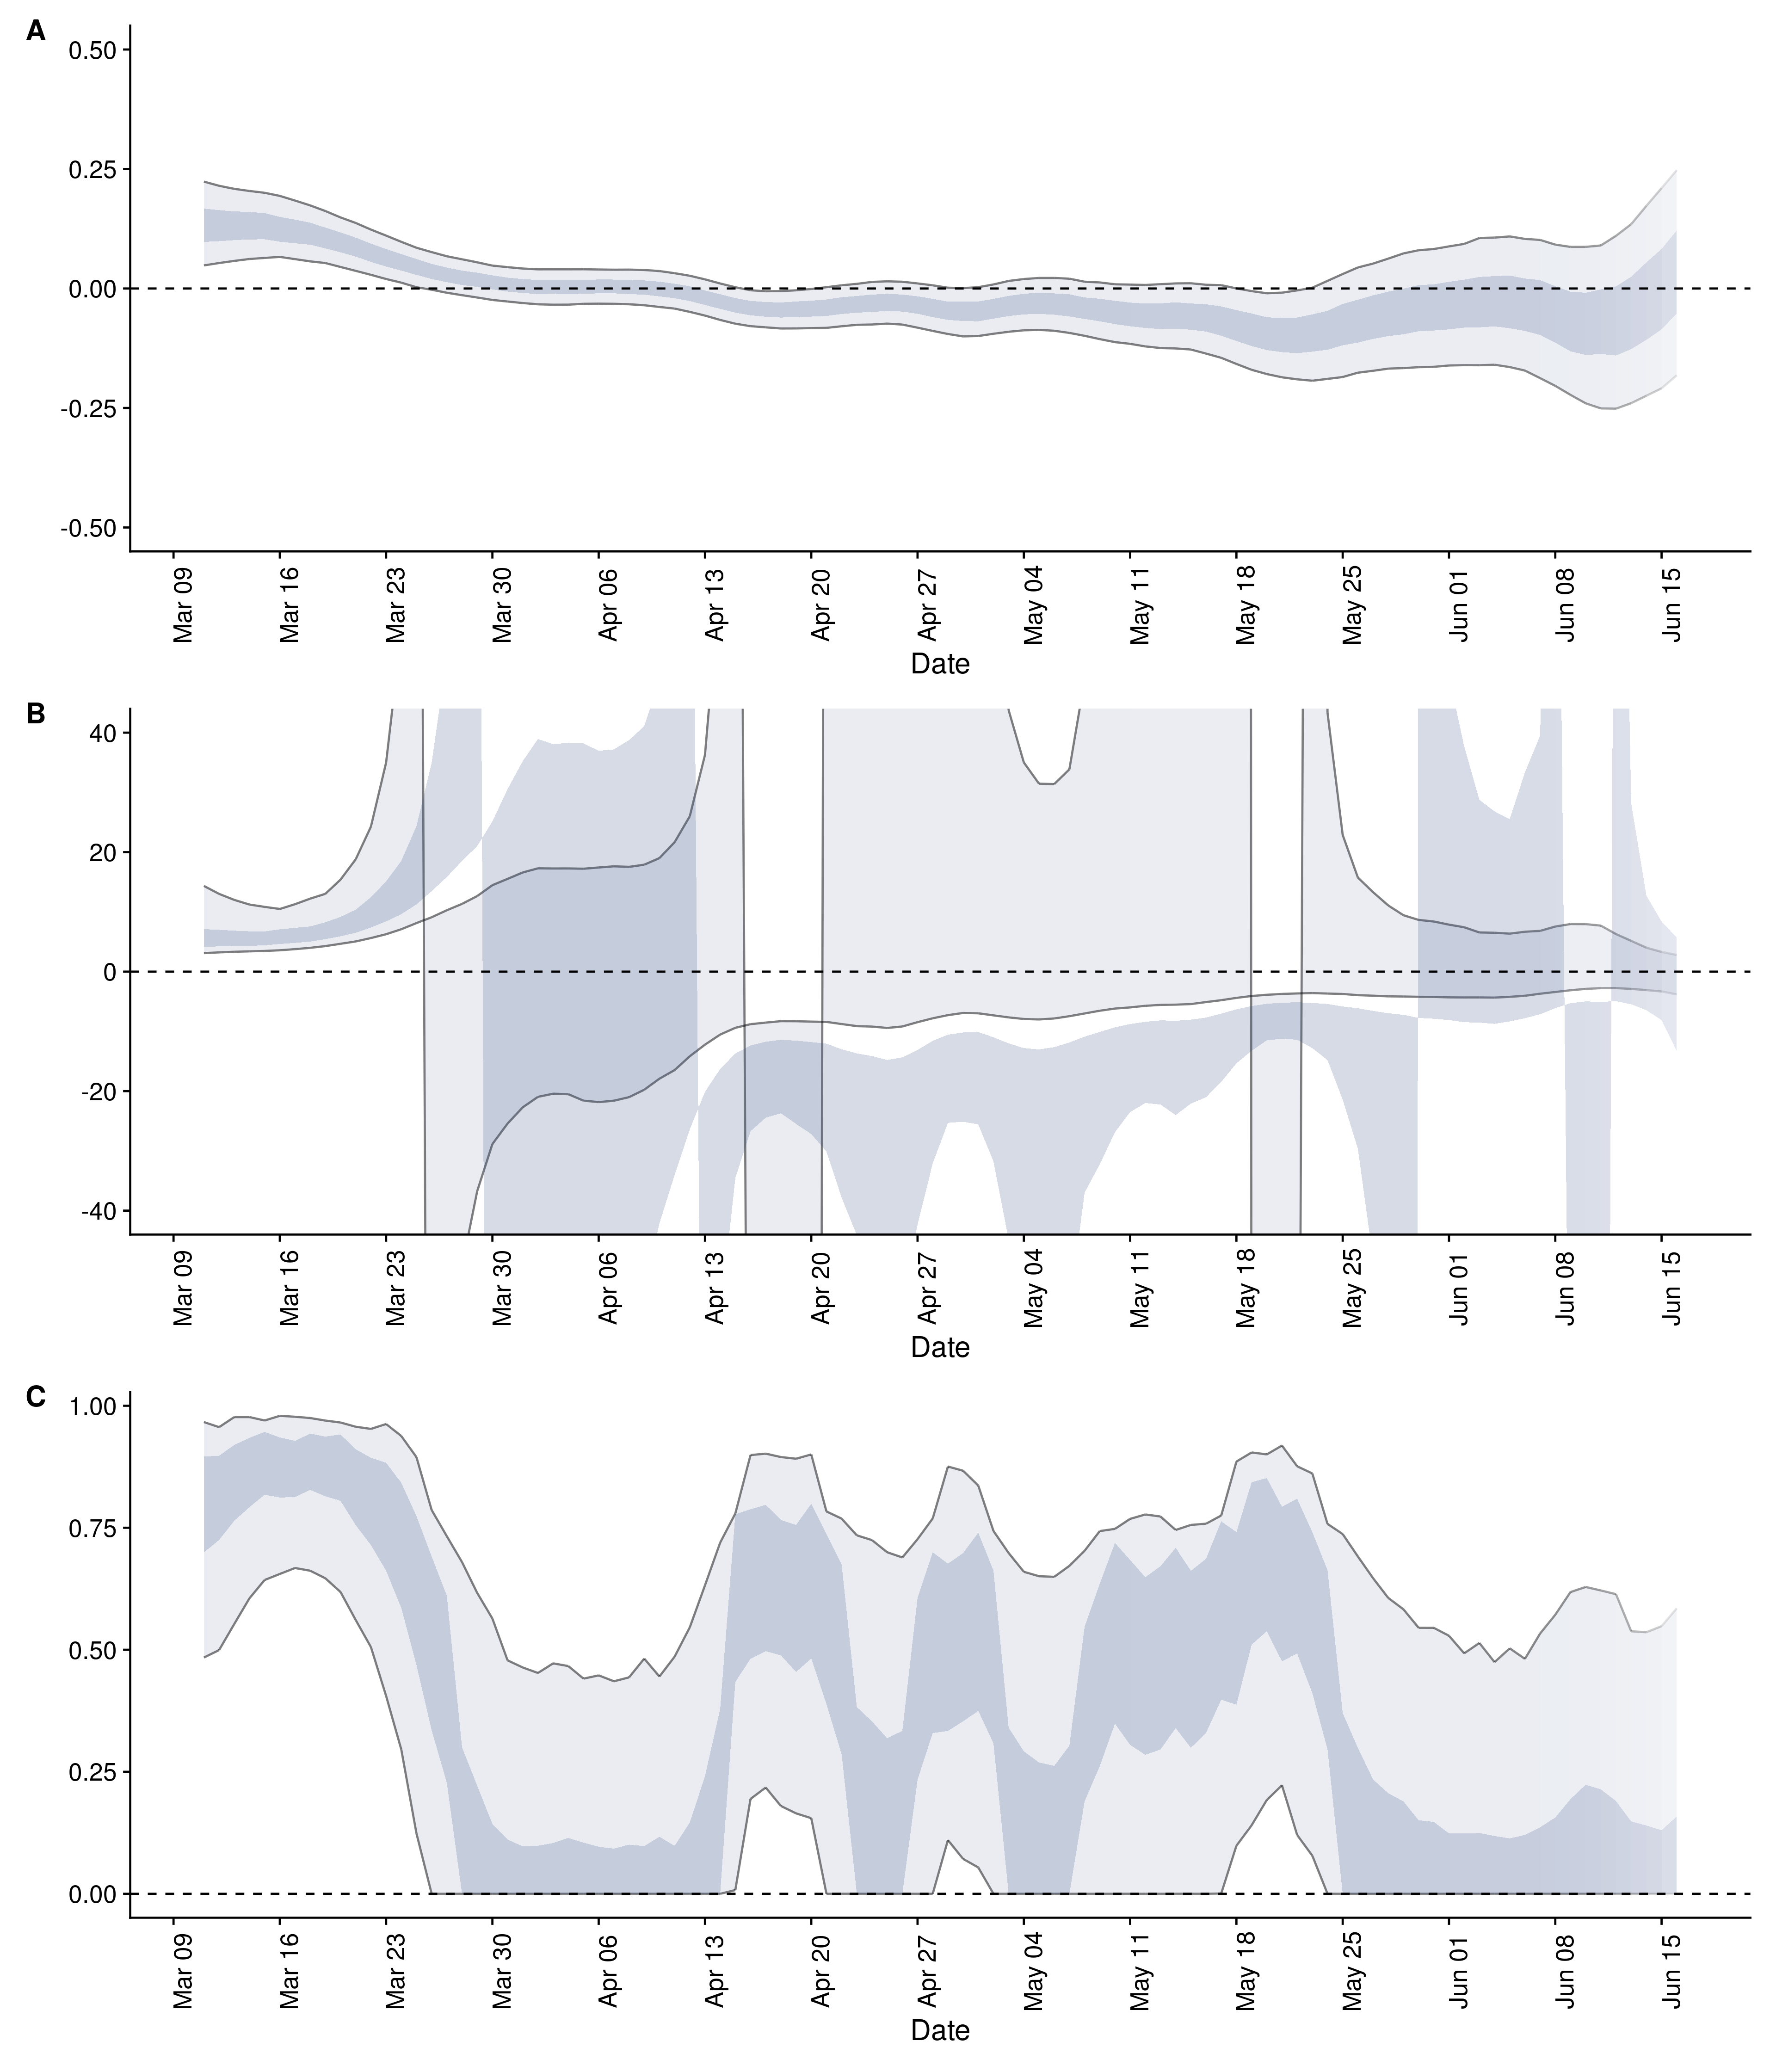 A
0.50
0.25
0.00
-0.25
-0.50
Mar 09
Mar 16
Mar 23
Mar 30
Apr 06
Apr 13
Apr 20
Apr 27
May 04
May 11
May 18
May 25
Jun 01
Jun 08
Jun 15
Date
B
40
20
0
-20
-40
Mar 09
Mar 16
Mar 23
Mar 30
Apr 06
Apr 13
Apr 20
Apr 27
May 04
May 11
May 18
May 25
Jun 01
Jun 08
Jun 15
Date
C
1.00
0.75
0.50
0.25
0.00
Mar 09
Mar 16
Mar 23
Mar 30
Apr 06
Apr 13
Apr 20
Apr 27
May 04
May 11
May 18
May 25
Jun 01
Jun 08
Jun 15
Date